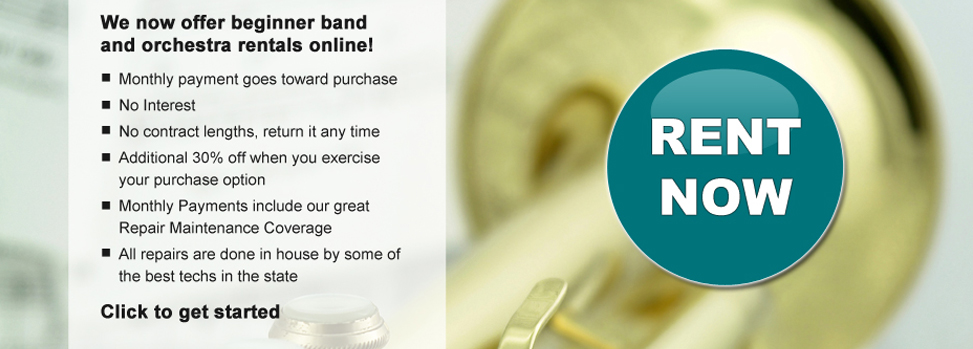 We now offer beginner band
and orchestra rentals online!
Monthly payment goes toward purchase
No Interest
No contract lengths, return it any time
Additional 30% off when you exercise
your purchase option
Monthly Payments include our great
Repair Maintenance Coverage
All repairs are done in house by some of
the best techs in the state
Click to get started
RENT
NOW